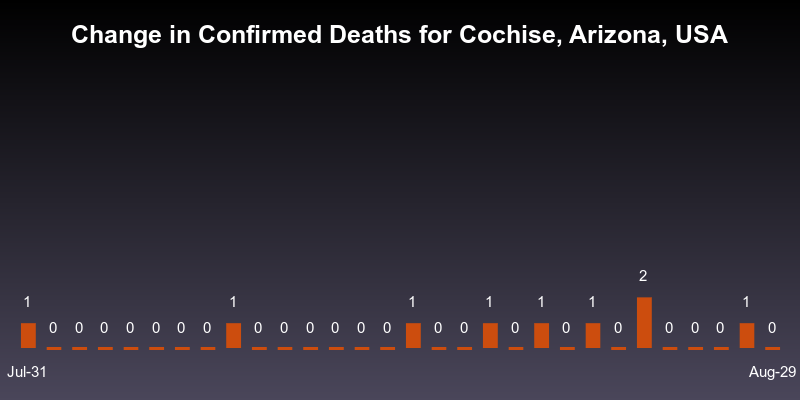 Change in Confirmed Deaths for Cochise, Arizona, USA
2
1 1 1 1 1 1 1
0 0 0 0 0 0 0 0 0 0 0 0 0 0 0 0 0 0 0 0 0 0
Jul-31 Aug-29